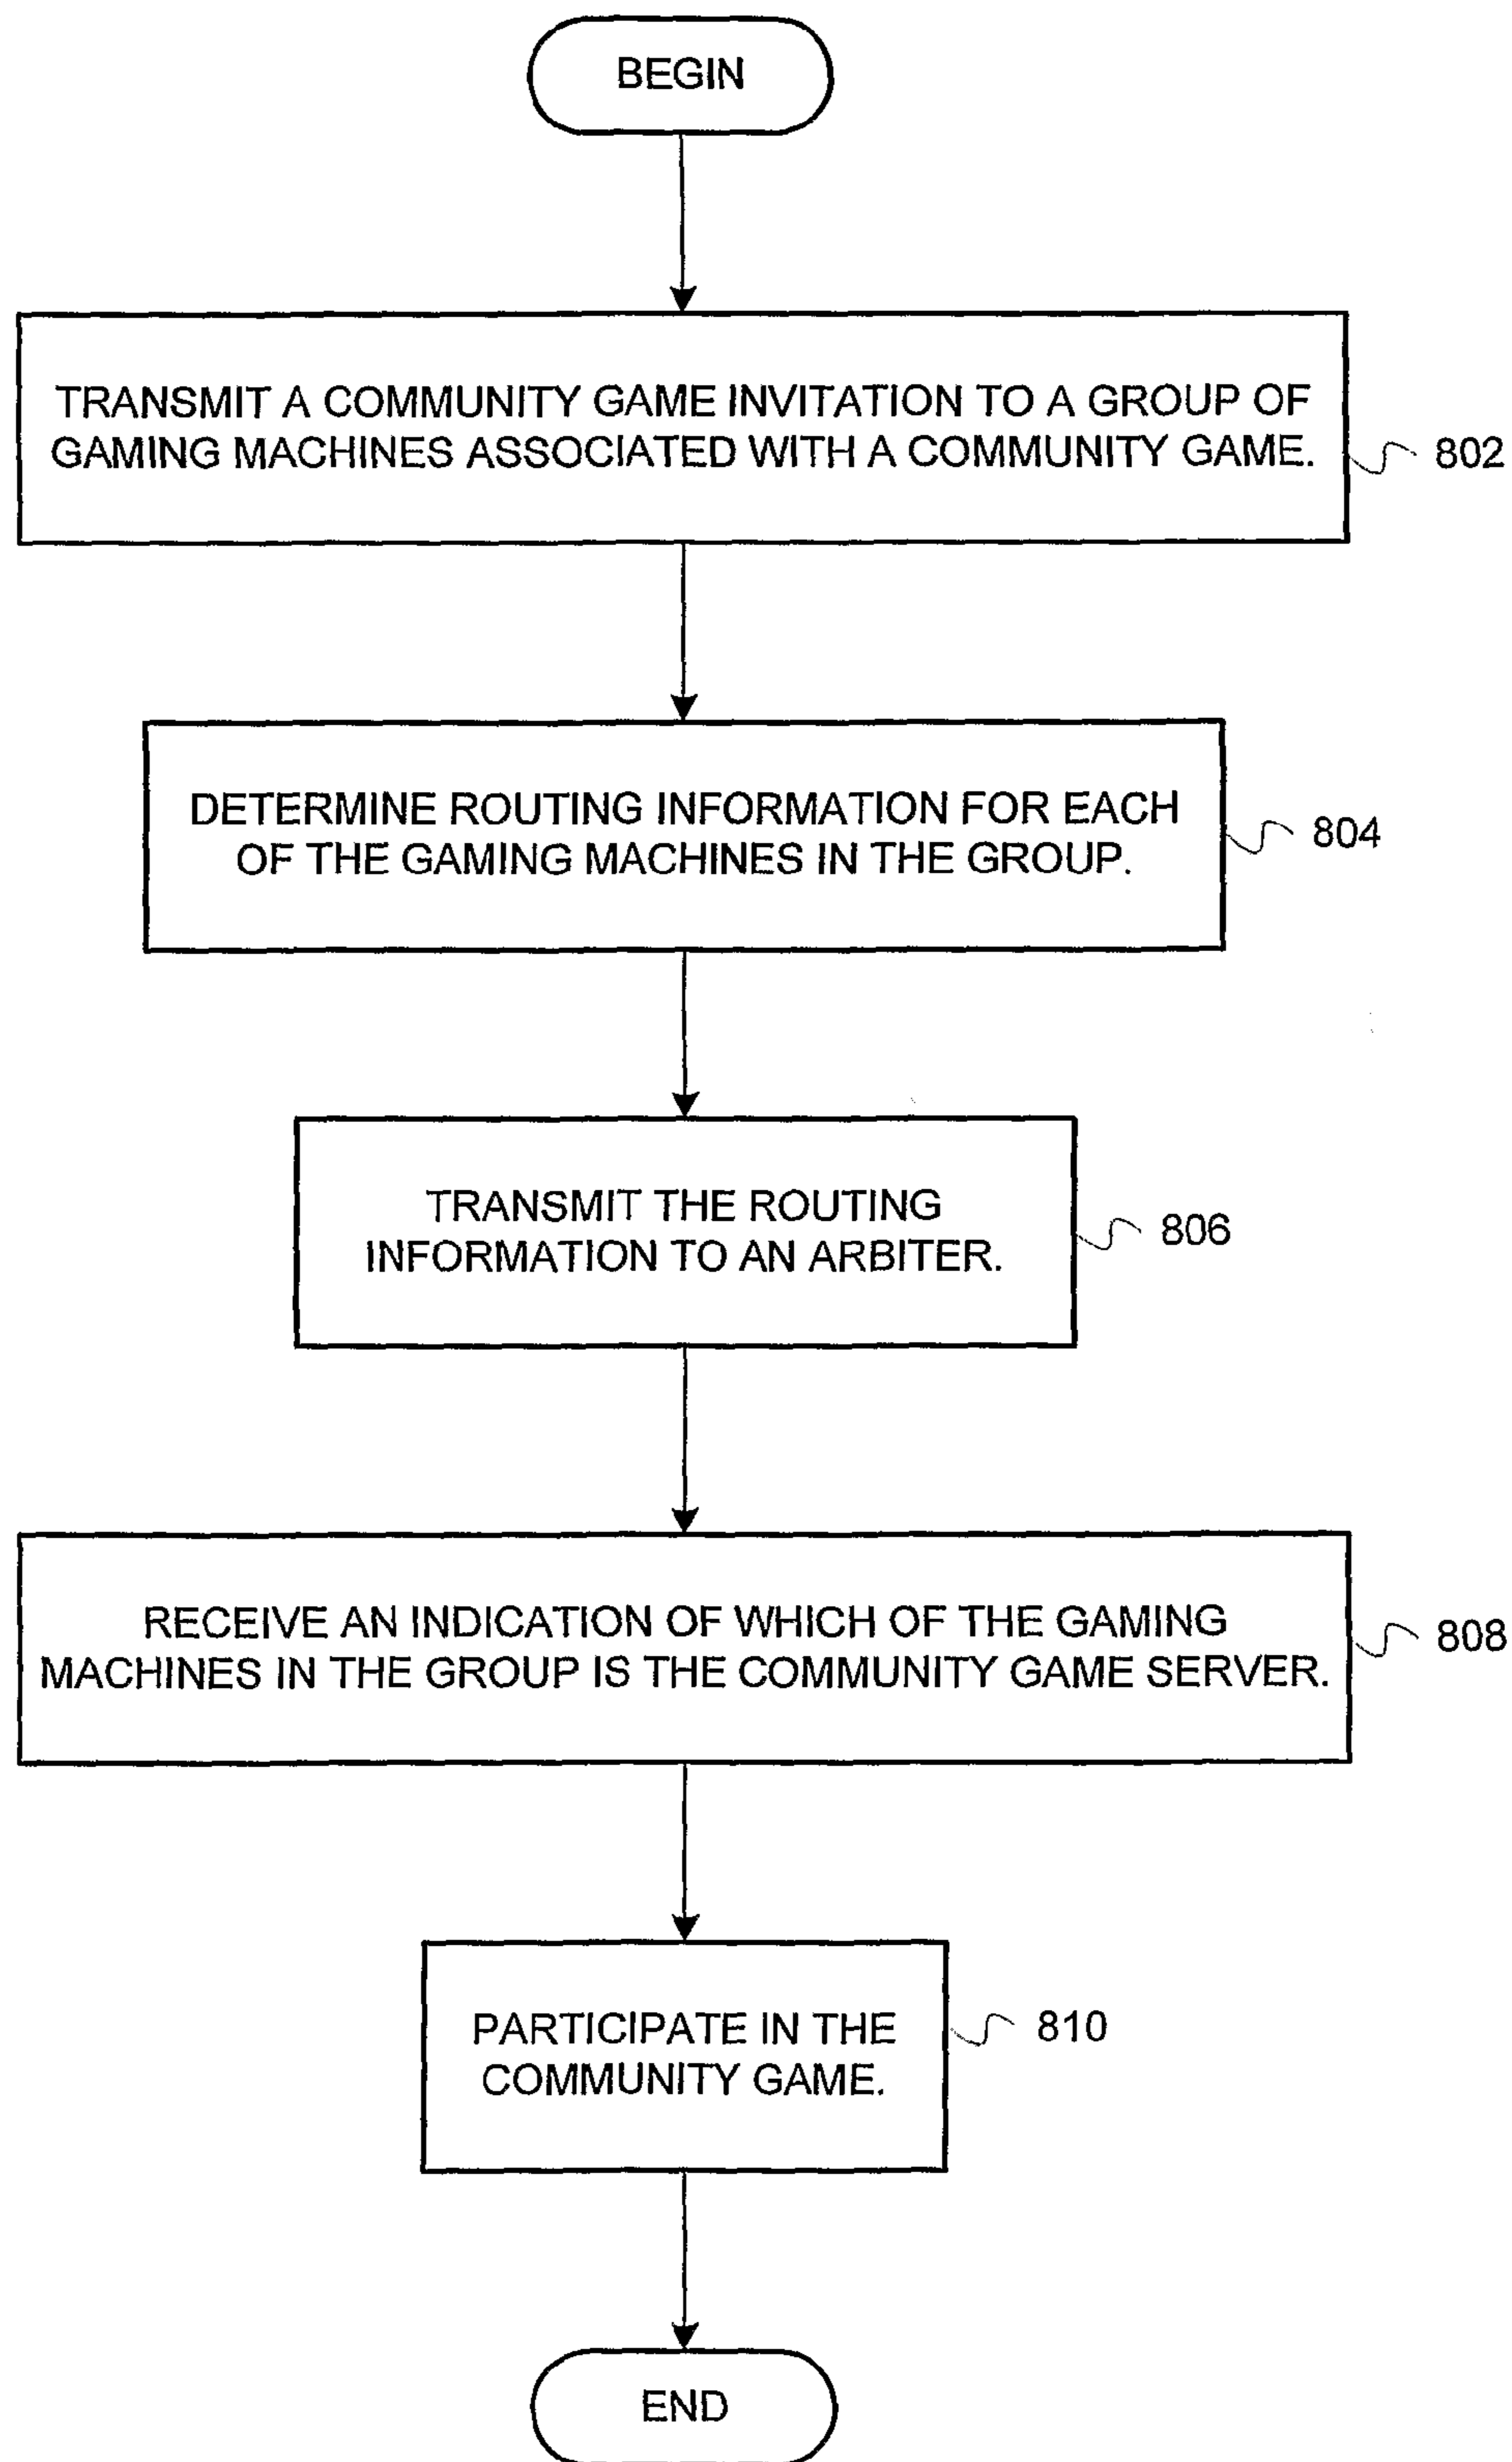 BEGIN
TRANSMIT A COMMUNITY GAME INVITATION TO A GROUP OF
GAMING MACHINES ASSOCIATED WITH A COMMUNITY GAME.
802
DETERMINE ROUTING INFORMATION FOR EACH
OF THE GAMING MACHINES IN THE GROUP.
804
TRANSMIT THE ROUTING
INFORMATION TO AN ARBITER.
806
RECEIVE AN INDICATION OF WHICH OF THE GAMING
MACHINES IN THE GROUP IS THE COMMUNITY GAME SERVER.
808
PARTICIPATE IN THE
COMMUNITY GAME.
810
END